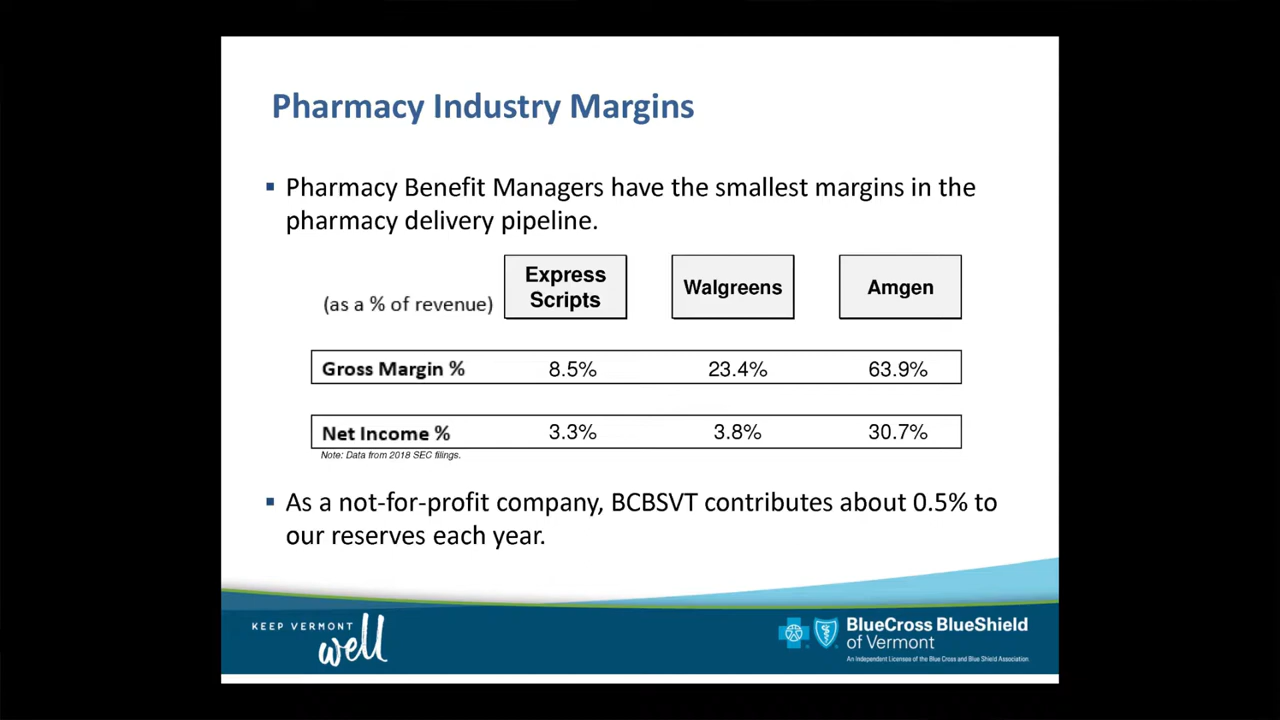 Pharmacy Industry Margins
▪ Pharmacy Benefit Managers have the smallest margins in the
pharmacy delivery pipeline.
(as a % of revenue) Express Scripts Walgreens Amgen
Gross Margin % 8.5% 23.4% 63.9%
Net Income % 3.3% 3.8% 30.7%
Note: Data from 2018 SEC filings.
▪ As a not-for-profit company, BCBSVT contributes about 0.5% to
our reserves each year.
KEEP VERMONT
well
BlueCross BlueShield
of Vermont
An Independent Licensee of the Blue Cross and Blue Shield Association